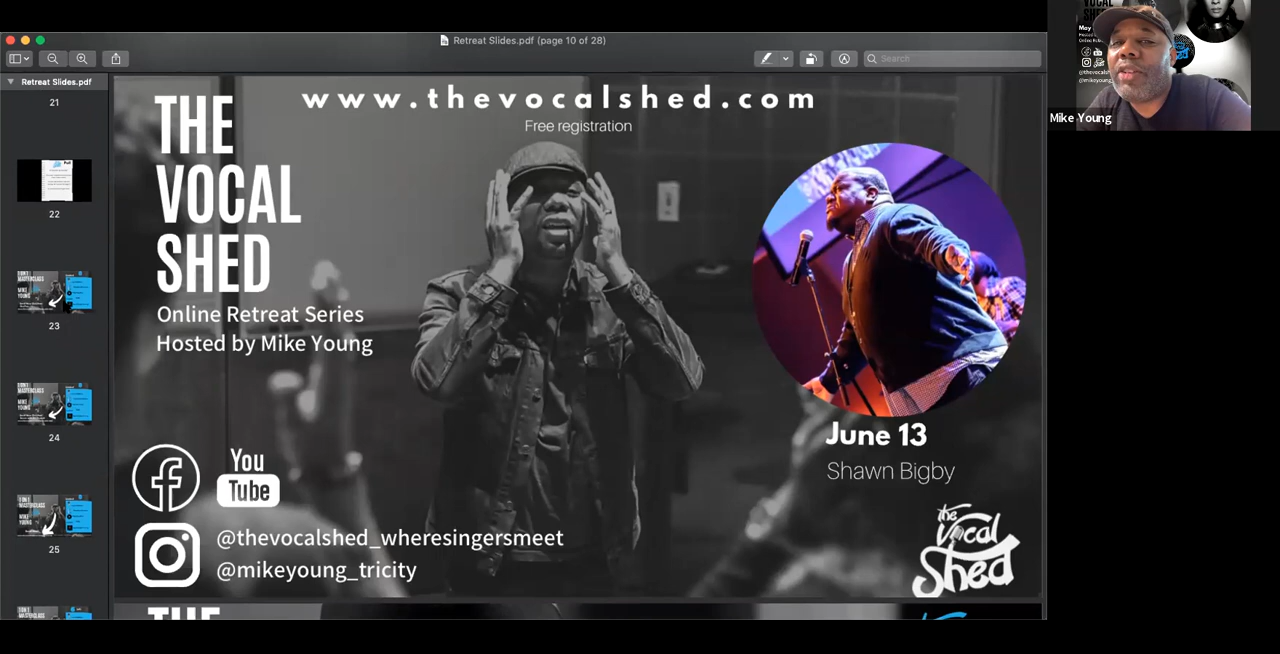 Retreat Slides.pdf (page 10 of 28)
Search
Retreat Slides.pdf
21
22
23
24
25
www.thevocalshed.com
Free registration
THE
VOCAL
SHED
Online Retreat Series
Hosted by Mike Young
You
Tube
@thevocalshed_wheresingersmeet
@mikeyoung_tricity
June 13
Shawn Bigby
the
Vocal
Shed
THE
Mike Young